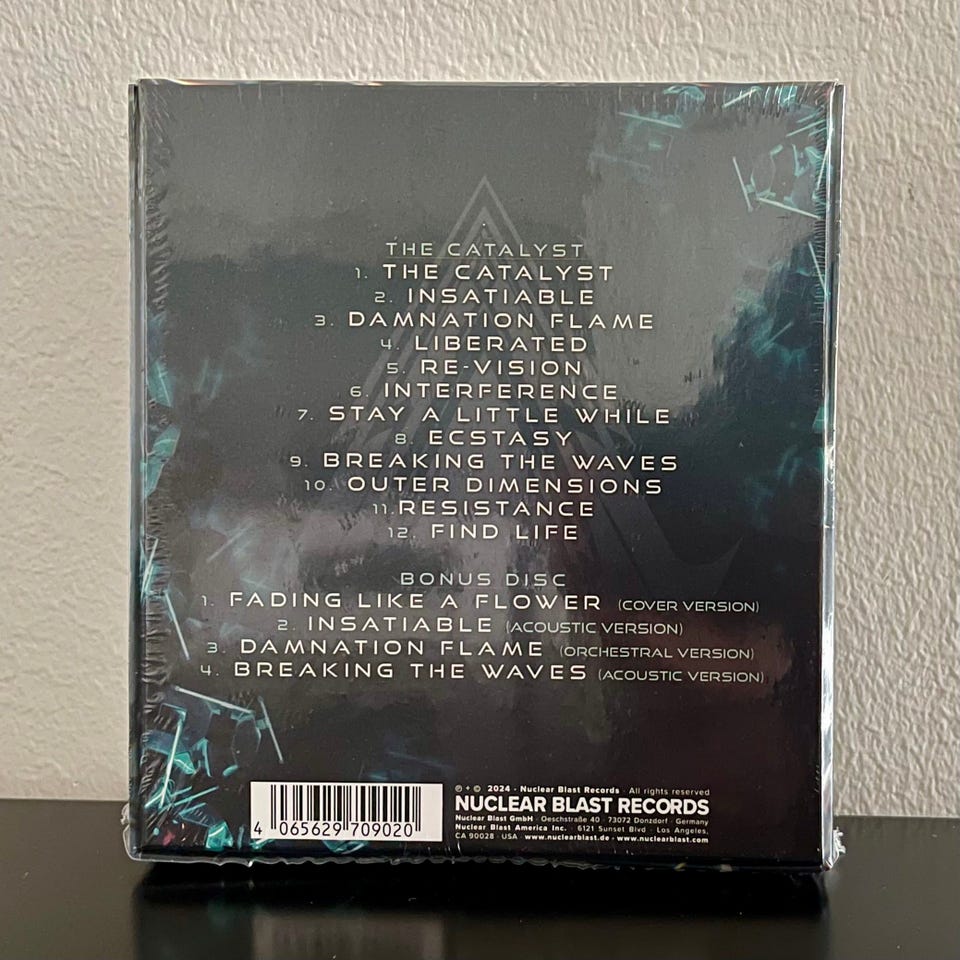 THE CATALYST
1. THE CATALYST
2. INSATIABLE
3. DAMNATION FLAME
4. LIBERATED
5. RE-VISION
6. INTERFERENCE
7. STAY A LITTLE WHILE
8. ECSTASY
9. BREAKING THE WAVES
10. OUTER DIMENSIONS
11. RESISTANCE
12. FIND LIFE
BONUS DISC
1. FADING LIKE A FLOWER (COVER VERSION)
2. INSATIABLE (ACOUSTIC VERSION)
3. DAMNATION FLAME (ORCHESTRAL VERSION)
4. BREAKING THE WAVES (ACOUSTIC VERSION)
4 065629 709020
℗ + © 2024 · Nuclear Blast Records · All rights reserved
NUCLEAR BLAST RECORDS
Nuclear Blast GmbH · Oeschstraße 40 · 73072 Donzdorf · Germany
Nuclear Blast America Inc. · 6121 Sunset Blvd · Los Angeles,
CA 90028 · USA · www.nuclearblast.de · www.nuclearblast.com